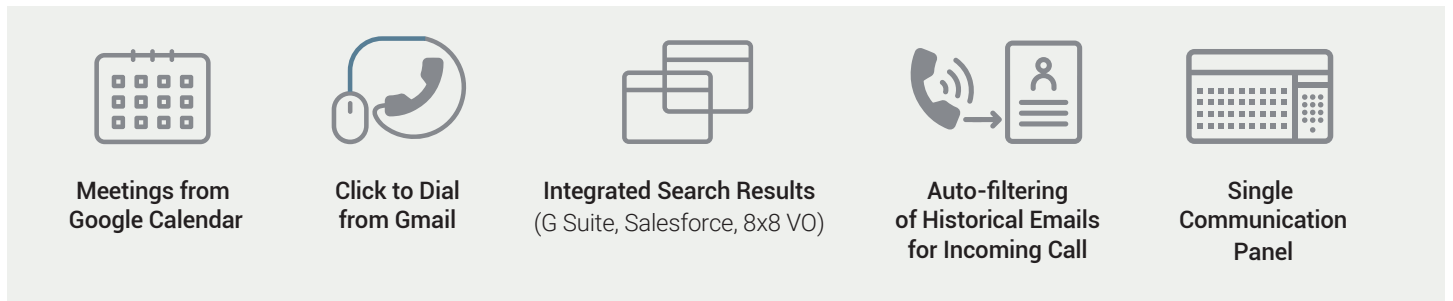 Meetings from
Google Calendar
Click to Dial
from Gmail
Integrated Search Results
(G Suite, Salesforce, 8x8 VO)
Auto-filtering
of Historical Emails
for Incoming Call
Single
Communication
Panel